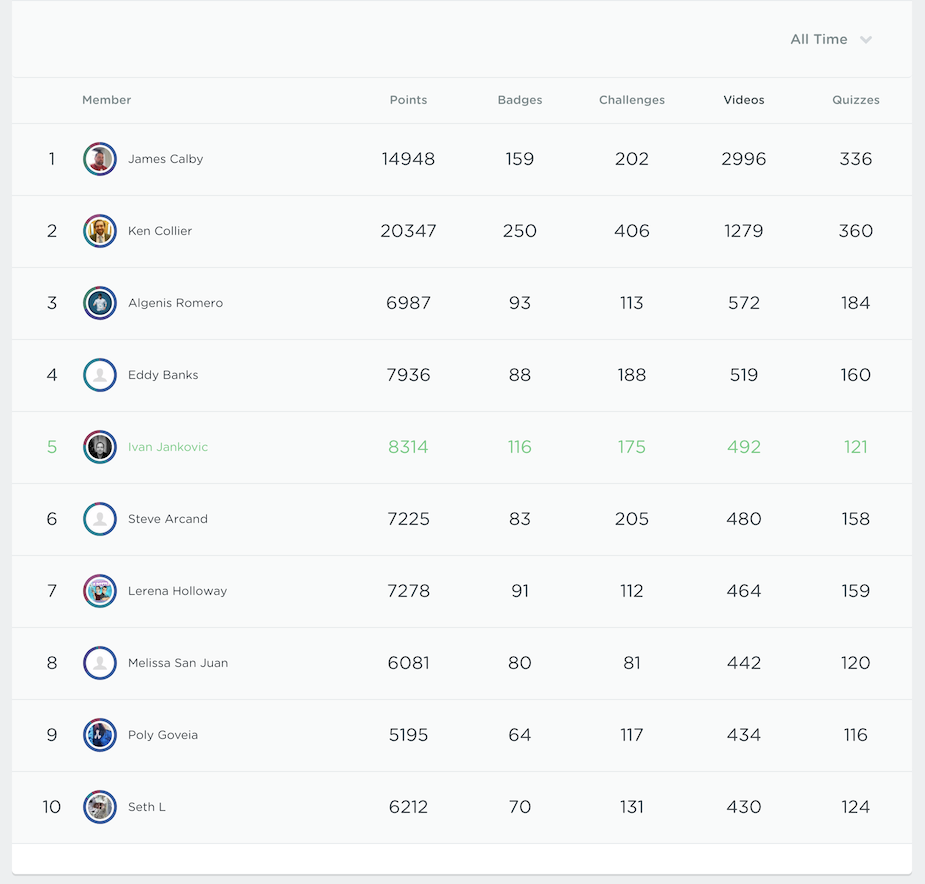 All Time
Member Points Badges Challenges Videos Quizzes
1 James Calby 14948 159 202 2996 336
2 Ken Collier 20347 250 406 1279 360
3 Algenis Romero 6987 93 113 572 184
4 Eddy Banks 7936 88 188 519 160
5 Ivan Jankovic 8314 116 175 492 121
6 Steve Arcand 7225 83 205 480 158
7 Lerena Holloway 7278 91 112 464 159
8 Melissa San Juan 6081 80 81 442 120
9 Poly Goveia 5195 64 117 434 116
10 Seth L 6212 70 131 430 124